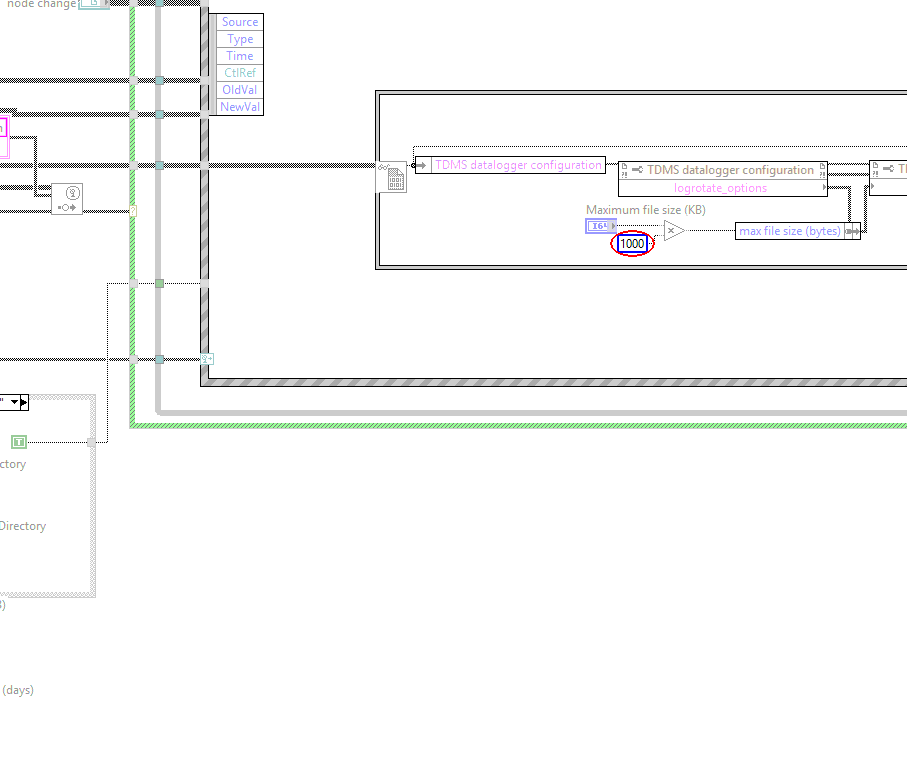 node change
Source
Type
Time
CtlRef
OldVal
NewVal
TDMS datalogger configuration
TDMS datalogger configuration
logrotate_options
Maximum file size (KB)
I64
1000
max file size (bytes)
T
ctory
Directory
(days)